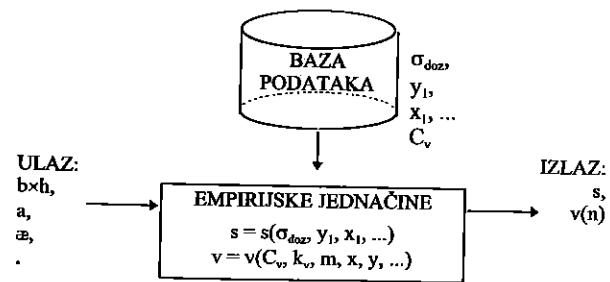 BAZA
PODATAKA
σdoz,
y1,
x1, ...
Cv
ULAZ:
b×h,
a,
æ,
.
EMPIRIJSKE JEDNAČINE
s = s(σdoz, y1, x1, ...)
v = v(Cv, kv, m, x, y, ...)
IZLAZ:
s,
v(n)